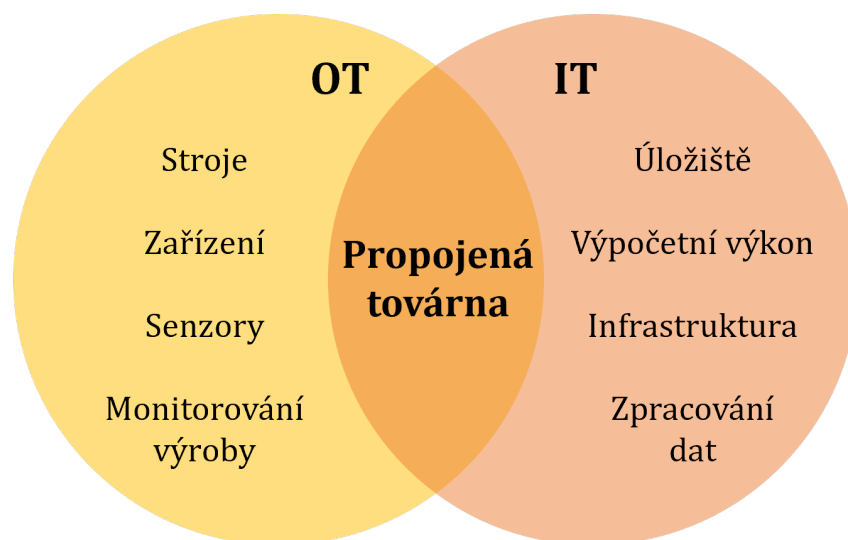 OT
Stroje
Zařízení
Senzory
Monitorování
výroby
Propojená
továrna
IT
Úložiště
Výpočetní výkon
Infrastruktura
Zpracování
dat